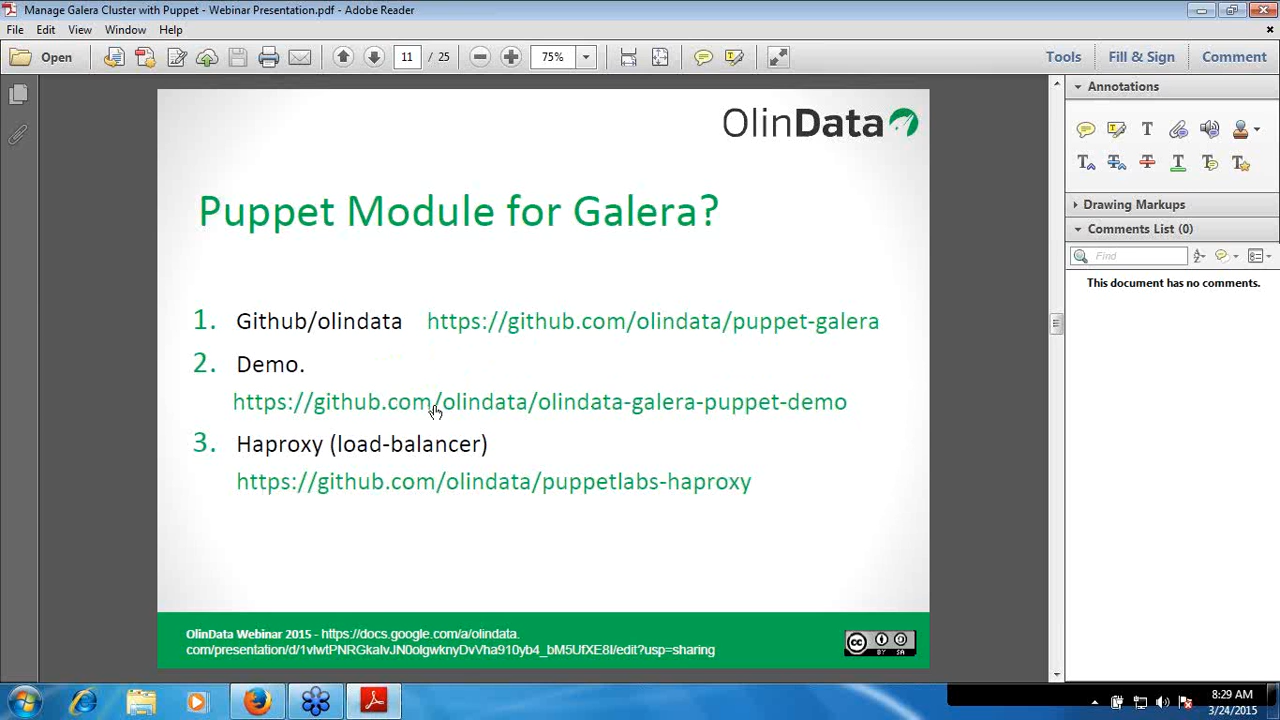 Manage Galera Cluster with Puppet - Webinar Presentation.pdf - Adobe Reader
File Edit View Window Help
Open 11 / 25 75% Tools Fill & Sign Comment
Annotations
Drawing Markups
Comments List (0)
Find
This document has no comments.
OlinData
Puppet Module for Galera?
1. Github/olindata https://github.com/olindata/puppet-galera
2. Demo.
https://github.com/olindata/olindata-galera-puppet-demo
3. Haproxy (load-balancer)
https://github.com/olindata/puppetlabs-haproxy
OlinData Webinar 2015 - https://docs.google.com/a/olindata.
cc BY SA
8:29 AM
3/24/2015